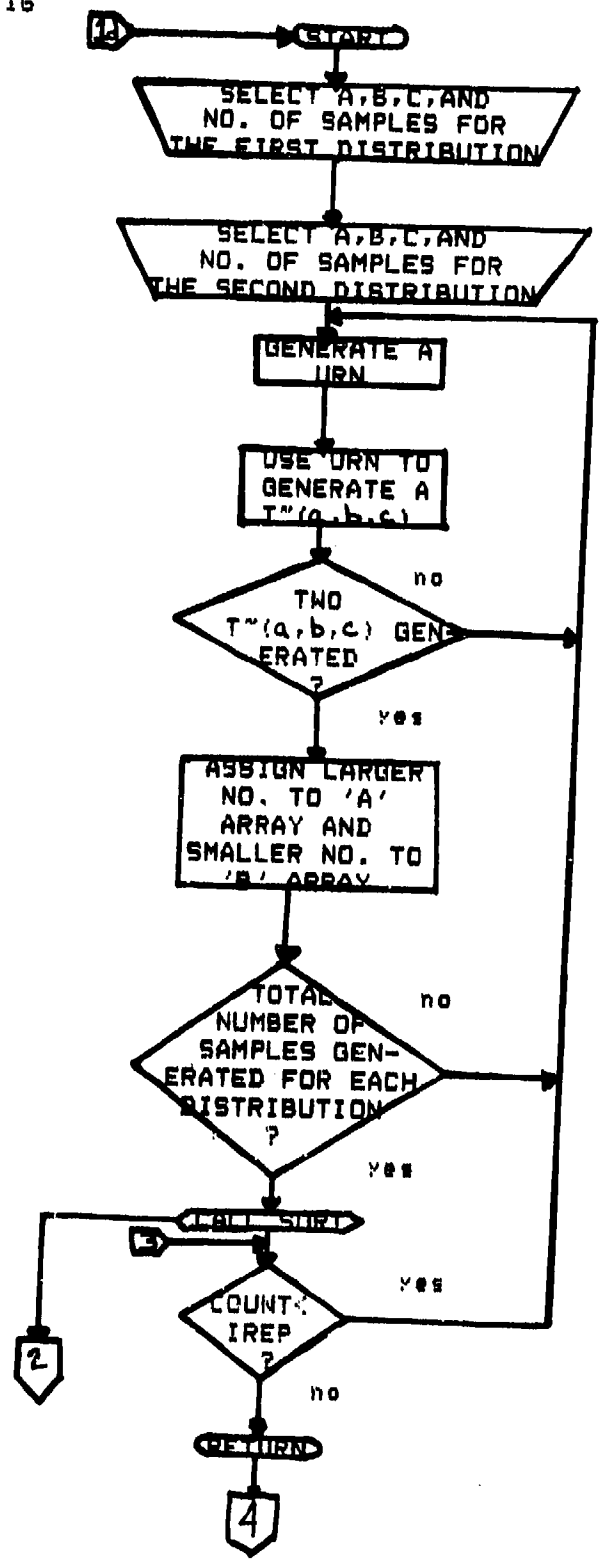 16
1d
START
SELECT A,B,C,AND
NO. OF SAMPLES FOR
THE FIRST DISTRIBUTION
SELECT A,B,C,AND
NO. OF SAMPLES FOR
THE SECOND DISTRIBUTION
GENERATE A
URN
USE URN TO
GENERATE A
T~(a,b,c)
no
TWO
T~(a,b,c) GEN-
ERATED
?
yes
ASSIGN LARGER
NO. TO 'A'
ARRAY AND
SMALLER NO. TO
'B' ARRAY
TOTAL
no
NUMBER OF
SAMPLES GEN-
ERATED FOR EACH
DISTRIBUTION
?
yes
CALL SORT
3
yes
COUNT<
IREP
?
2
no
RETURN
4